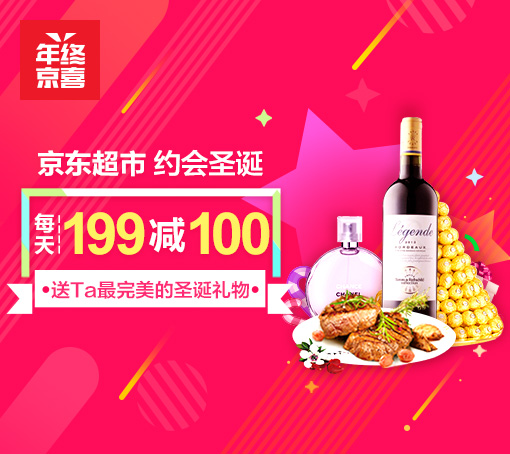 年终
京喜
京东超市 约会圣诞
每天 199减100
•送Ta最完美的圣诞礼物•
Légende
BORDEAUX
CHANEL